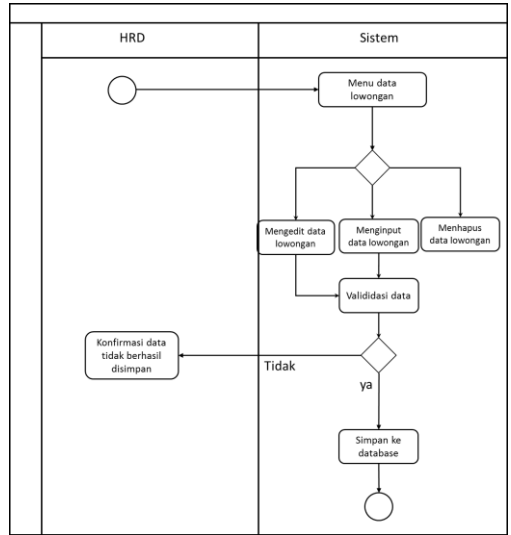 HRD
Sistem
Menu data
lowongan
Mengedit data
lowongan
Menginput
data lowongan
Menhapus
data lowongan
Valididasi data
Konfirmasi data
tidak berhasil
disimpan
Tidak
ya
Simpan ke
database